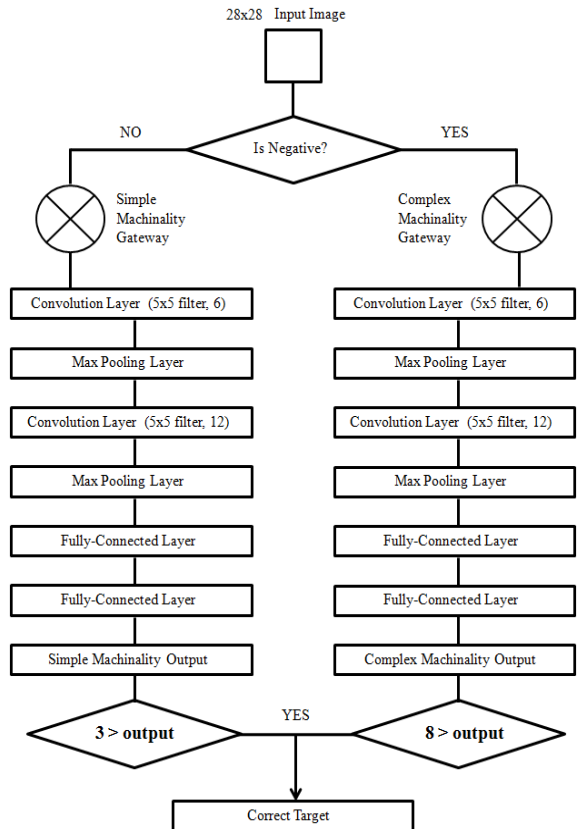 28x28 Input Image
Is Negative?
NO
YES
Simple
Machinality
Gateway
Complex
Machinality
Gateway
Convolution Layer (5x5 filter, 6)
Max Pooling Layer
Convolution Layer (5x5 filter, 12)
Max Pooling Layer
Fully-Connected Layer
Fully-Connected Layer
Simple Machinality Output
3 > output
Convolution Layer (5x5 filter, 6)
Max Pooling Layer
Convolution Layer (5x5 filter, 12)
Max Pooling Layer
Fully-Connected Layer
Fully-Connected Layer
Complex Machinality Output
8 > output
YES
Correct Target